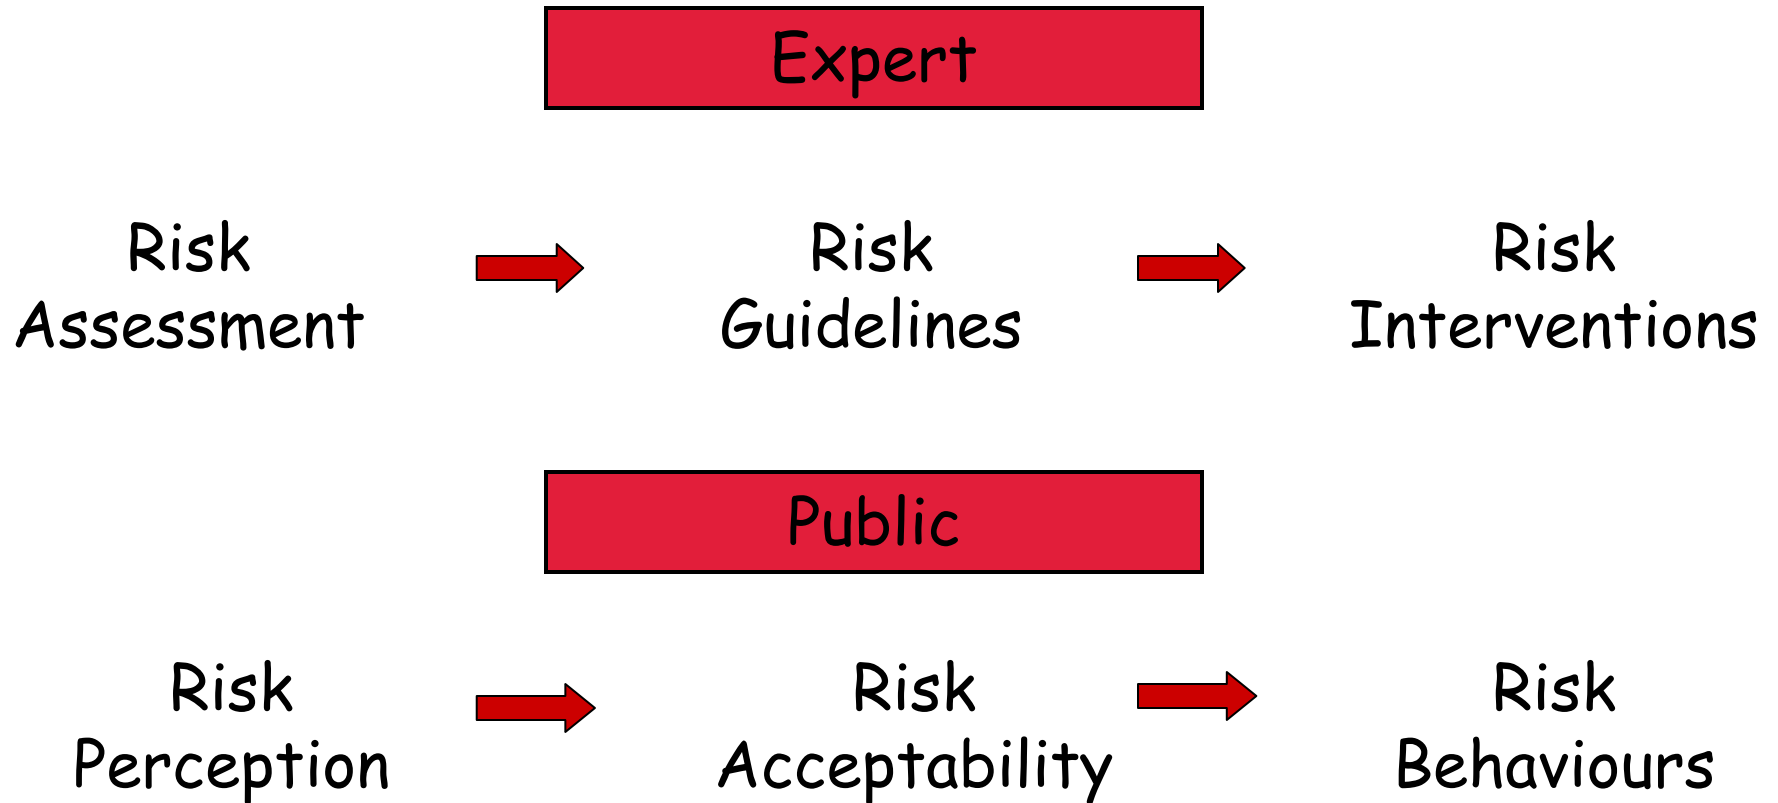 Expert
Risk
Assessment
Risk
Guidelines
Risk
Interventions
Public
Risk
Perception
Risk
Acceptability
Risk
Behaviours